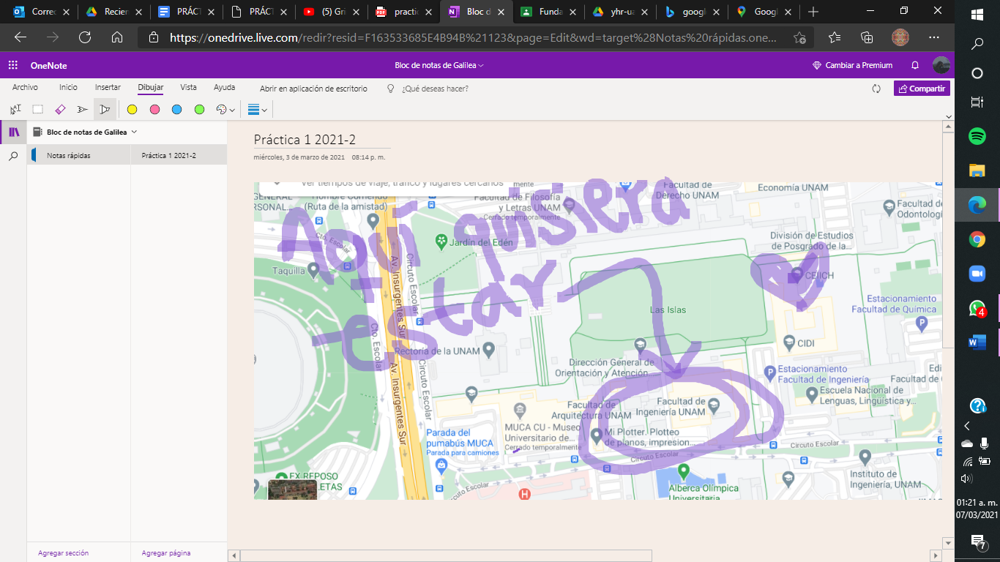 Correo
Recien
PRÁCT
PRÁCT
(5) Gri
practic
Bloc d
Funda
yhr-ua
googl
Googl
https://onedrive.live.com/redir?resid=F163533685E4B94B%21123&page=Edit&wd=target%28Notas%20rápidas.one...
OneNote
Bloc de notas de Galilea
Cambiar a Premium
Archivo Inicio Insertar Dibujar Vista Ayuda Abrir en aplicación de escritorio ¿Qué deseas hacer?
Compartir
Bloc de notas de Galilea
Notas rápidas
Práctica 1 2021-2
Práctica 1 2021-2
miércoles, 3 de marzo de 2021 08:14 p. m.
Aquí quisiera
estar
Ver tiempos de viaje, tráfico y lugares cercanos
mente
Hombre Corriendo
(Ruta de la amistad)
Facultad de Filosofía
y Letras UNAM
Cerrado temporalmente
Facultad de
Derecho UNAM
Economía UNAM
Facultad de
Odontolog
GENERAL
ERSONAL...
Cto. Escolar
Jardín del Edén
División de Estudios
de Posgrado de la...
Taquilla
CEIICH
Av. Insurgentes Sur
Circuito Escolar
Las Islas
Estacionamiento
Facultad de Química
Cto. Escolar
Rectoría de la UNAM
CIDI
Dirección General de
Orientación y Atención...
Av. Insurgentes Sur
Circuito Escolar
Estacionamiento
Facultad de Ingeniería
Edi
Facultad de C
Escuela Nacional de
Lenguas, Lingüística y...
Facultad de
Arquitectura UNAM
Facultad de
Ingeniería UNAM
MUCA CU - Museo
Universitario de...
Cerrado temporalmente
Mi Plotter. Plotteo
de planos, impresion...
Parada del
pumabús MUCA
Parada para camiones
Circuito Escolar
Circuito Escolar
EX REPOSO
LETAS
Circuito Escolar
H
Alberca Olímpica
Universitaria
Instituto de
Ingeniería, UNAM
Agregar sección
Agregar página
4
01:21 a. m.
07/03/2021
7